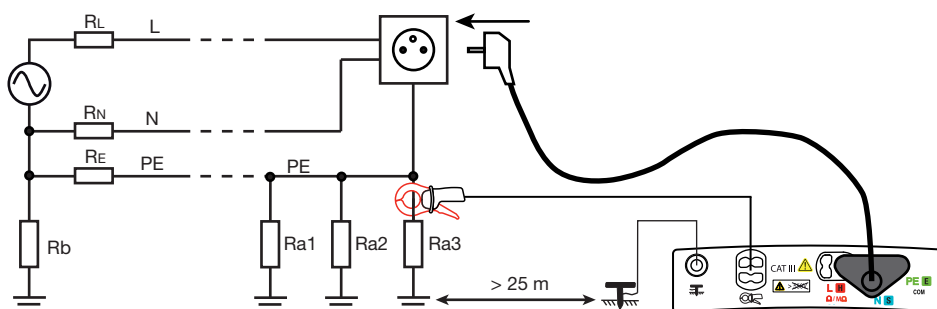 RL
L
RN
N
RE
PE
PE
Rb
Ra1
Ra2
Ra3
> 25 m
CAT III
L H
Ω/MΩ
N S
PE E
COM